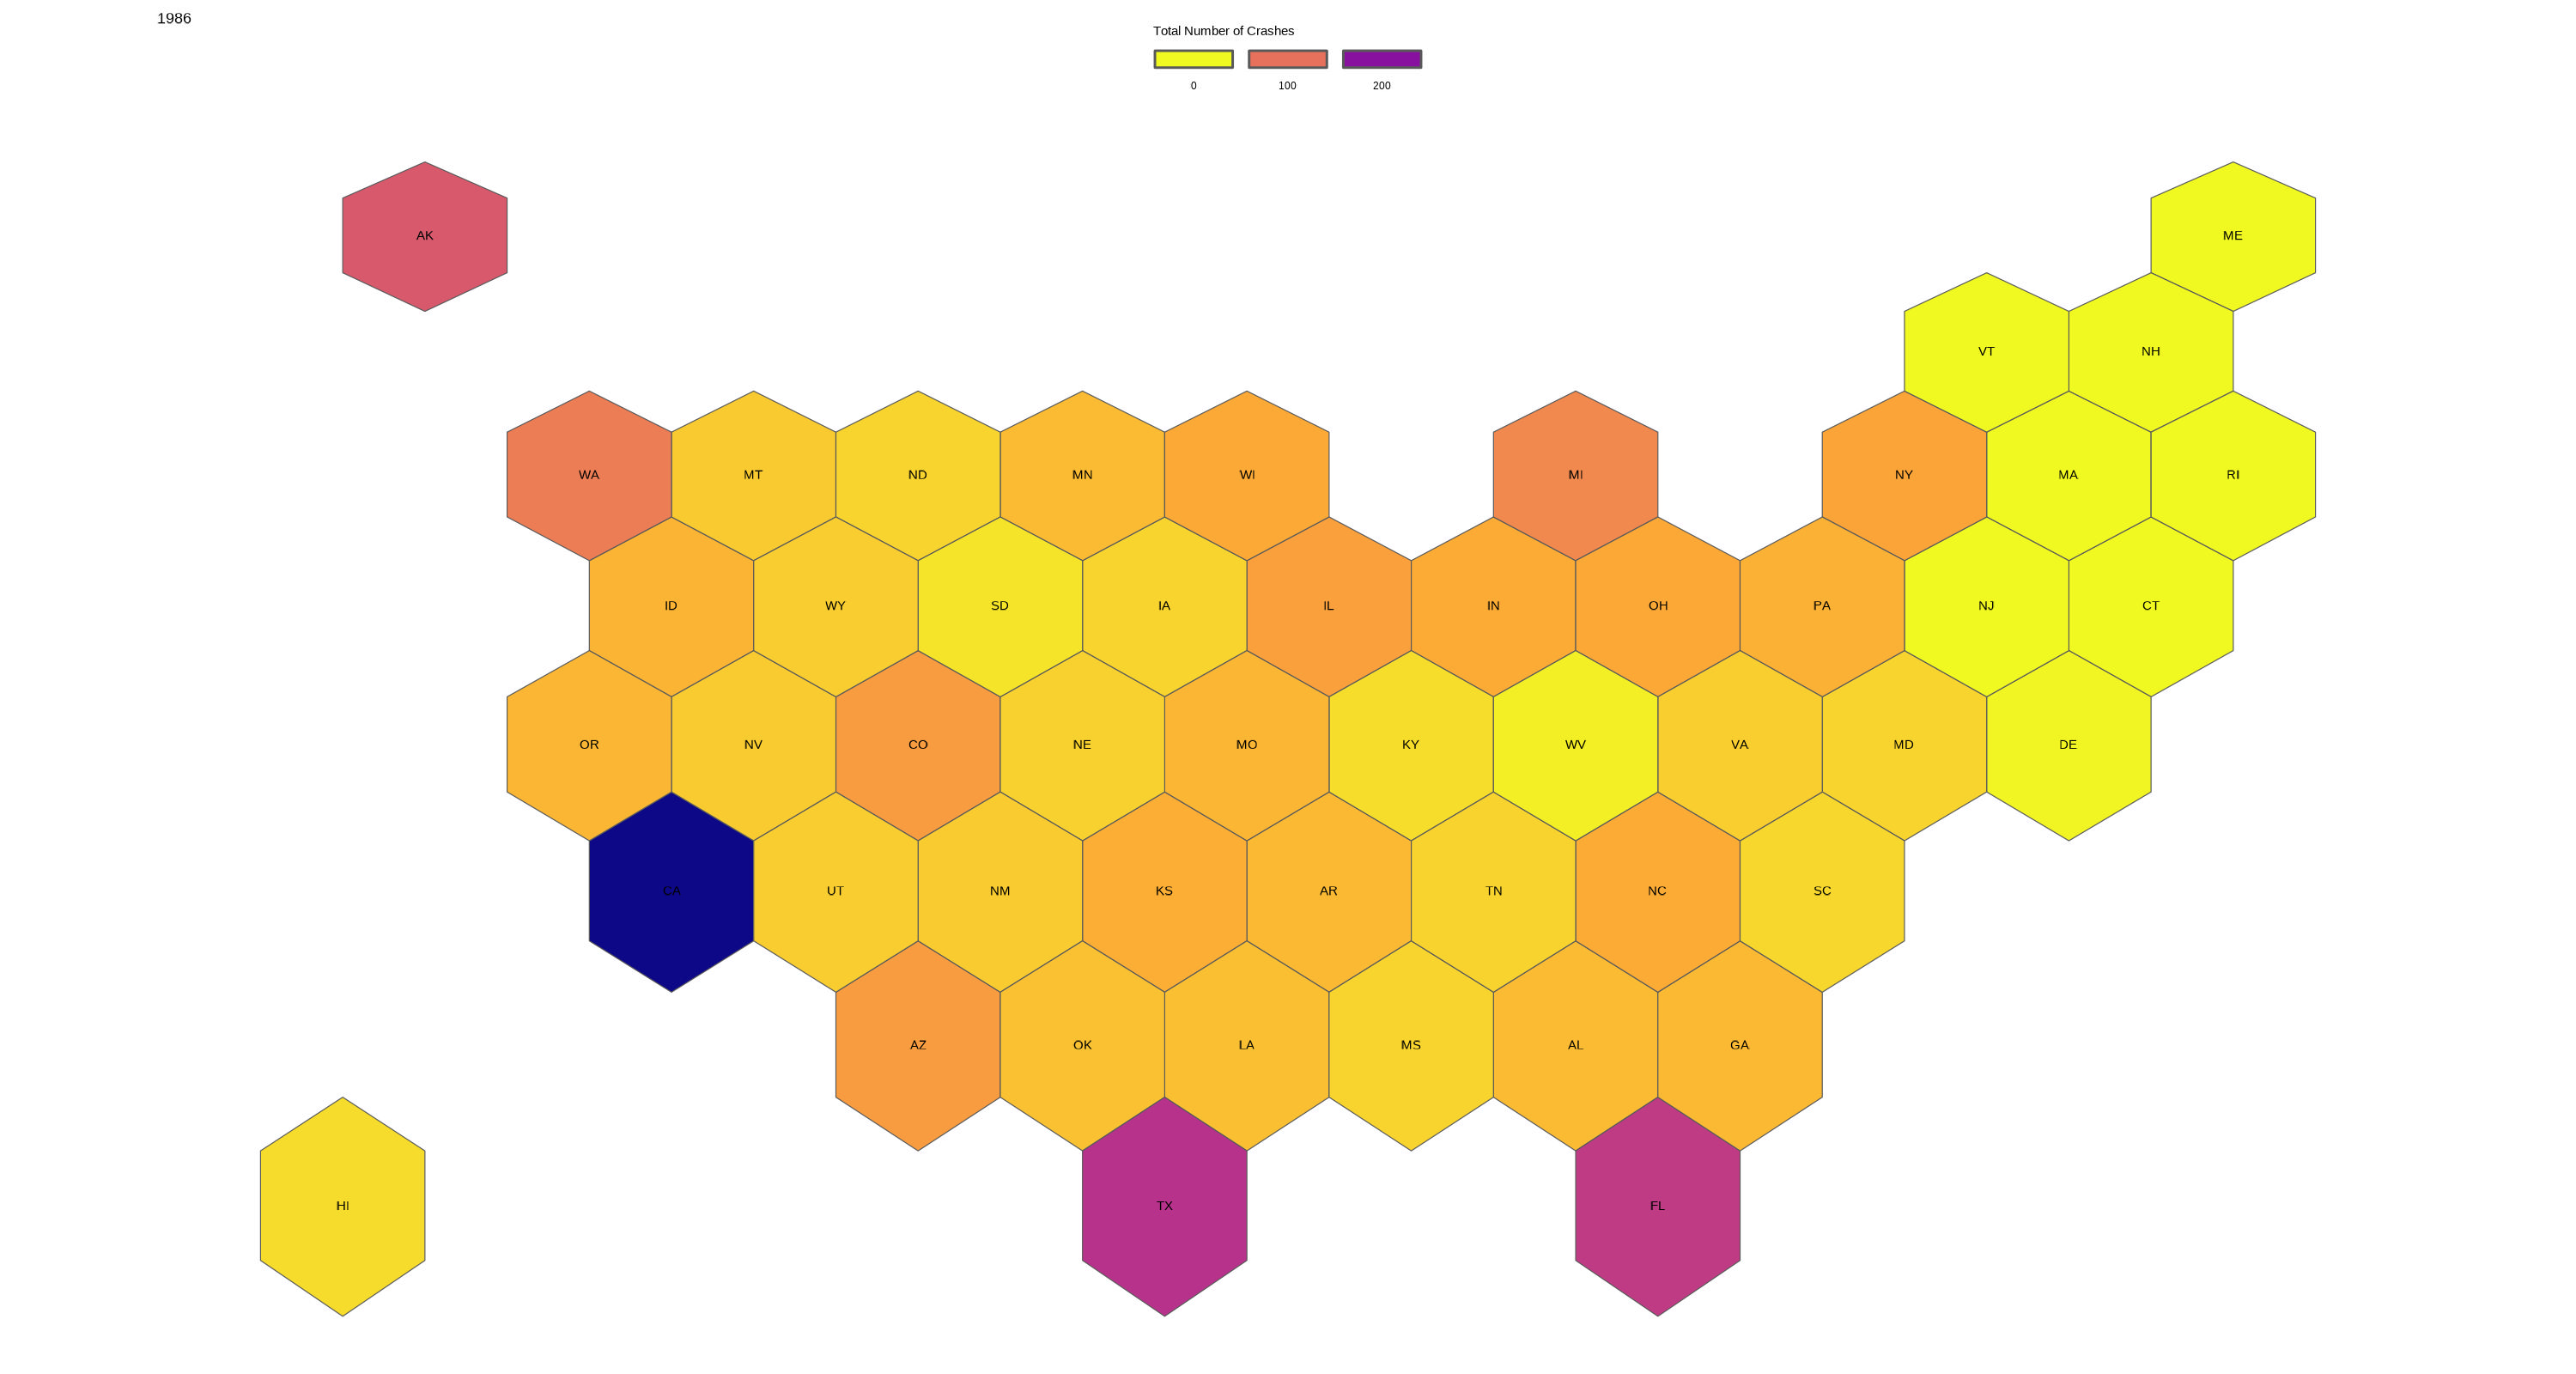 1986
Total Number of Crashes
0 100 200
AK
ME
VT NH
WA MT ND MN WI MI NY MA RI
ID WY SD IA IL IN OH PA NJ CT
OR NV CO NE MO KY WV VA MD DE
CA UT NM KS AR TN NC SC
AZ OK LA MS AL GA
HI TX FL